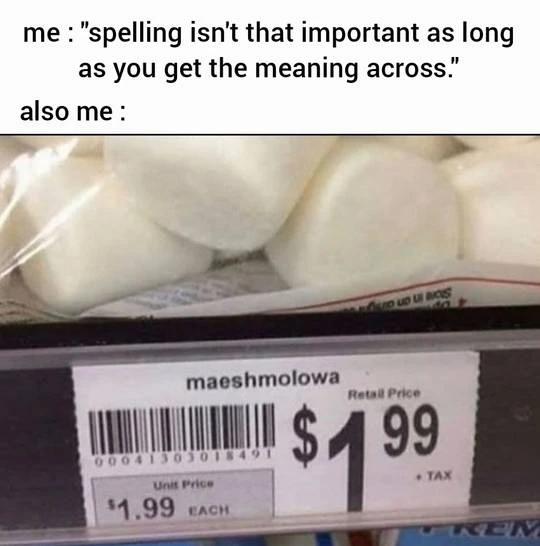 me : "spelling isn't that important as long
as you get the meaning across."
also me :
maeshmolowa
Retail Price
$1.99
00041303018491
+ TAX
Unit Price
$1.99 EACH